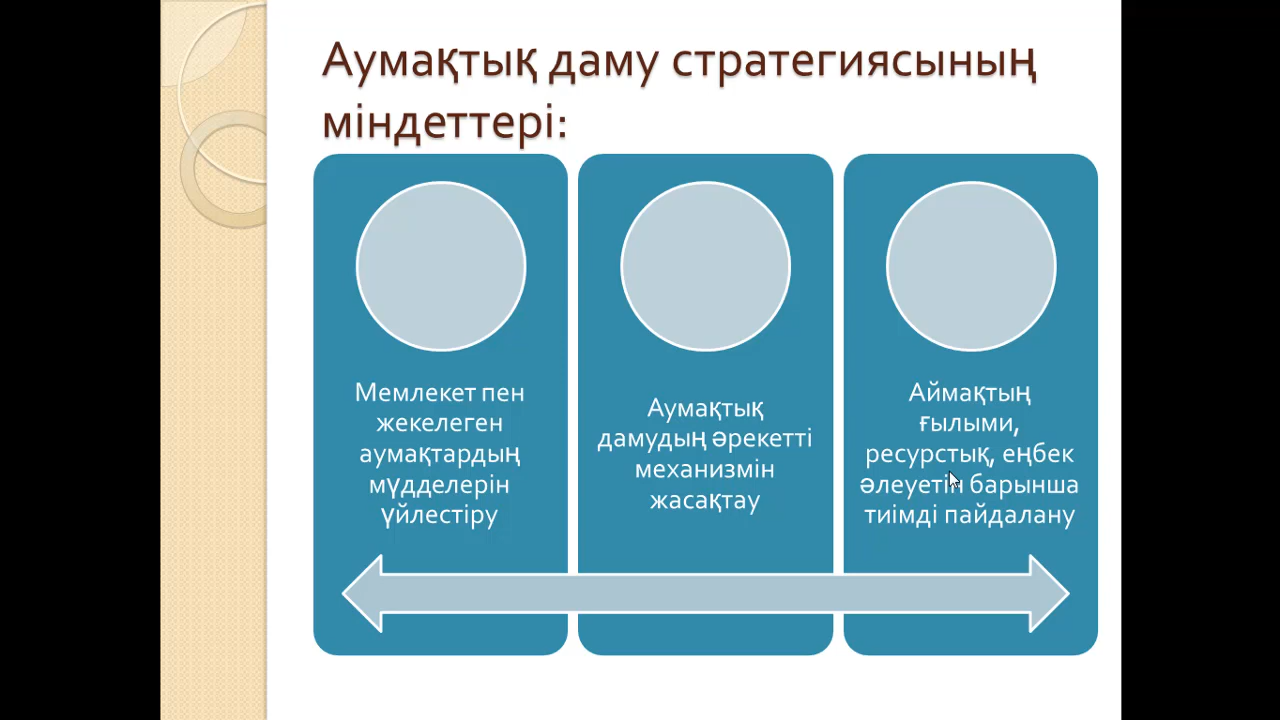 Аумақтық даму стратегиясының
міндеттері:
Мемлекет пен
жекелеген
аумақтардың
мүдделерін
үйлестіру
Аумақтық
дамудың әрекетті
механизмін
жасақтау
Аймақтың
ғылыми,
ресурстық, еңбек
әлеуетін барынша
тиімді пайдалану